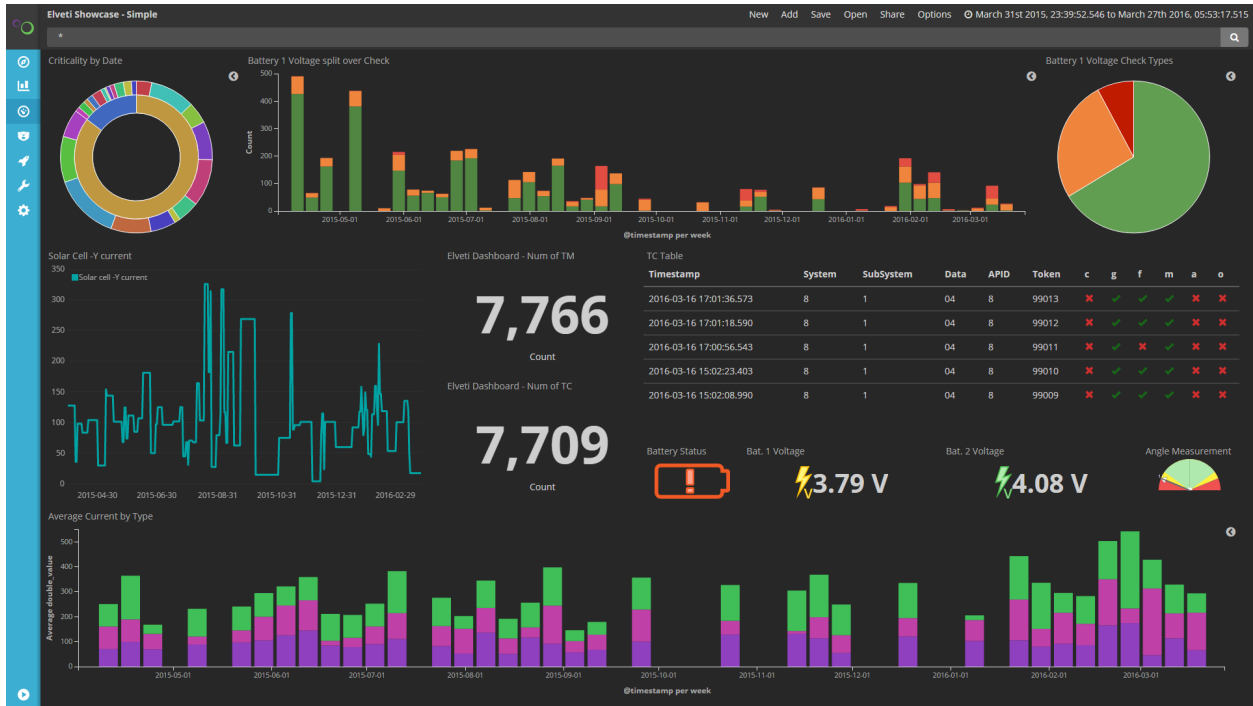 Elveti Showcase - Simple
New Add Save Open Share Options March 31st 2015, 23:39:52.546 to March 27th 2016, 05:53:17.515
*
Criticality by Date
Battery 1 Voltage split over Check
500
400
300
200
100
0
Count
2015-05-01 2015-06-01 2015-07-01 2015-08-01 2015-09-01 2015-10-01 2015-11-01 2015-12-01 2016-01-01 2016-02-01 2016-03-01
@timestamp per week
Battery 1 Voltage Check Types
Solar Cell -Y current
Solar cell -Y current
350
300
250
200
150
100
50
0
2015-04-30 2015-06-30 2015-08-31 2015-10-31 2015-12-31 2016-02-29
Elveti Dashboard - Num of TM
7,766
Count
Elveti Dashboard - Num of TC
7,709
Count
TC Table
Timestamp System SubSystem Data APID Token c g f m a o
2016-03-16 17:01:36.573 8 1 04 8 99013
2016-03-16 17:01:18.590 8 1 04 8 99012
2016-03-16 17:00:56.543 8 1 04 8 99011
2016-03-16 15:02:23.403 8 1 04 8 99010
2016-03-16 15:02:08.990 8 1 04 8 99009
Battery Status
Bat. 1 Voltage
V
3.79 V
Bat. 2 Voltage
V
4.08 V
Angle Measurement
Average Current by Type
500
400
300
200
100
0
Average double_value
2015-05-01 2015-06-01 2015-07-01 2015-08-01 2015-09-01 2015-10-01 2015-11-01 2015-12-01 2016-01-01 2016-02-01 2016-03-01
@timestamp per week